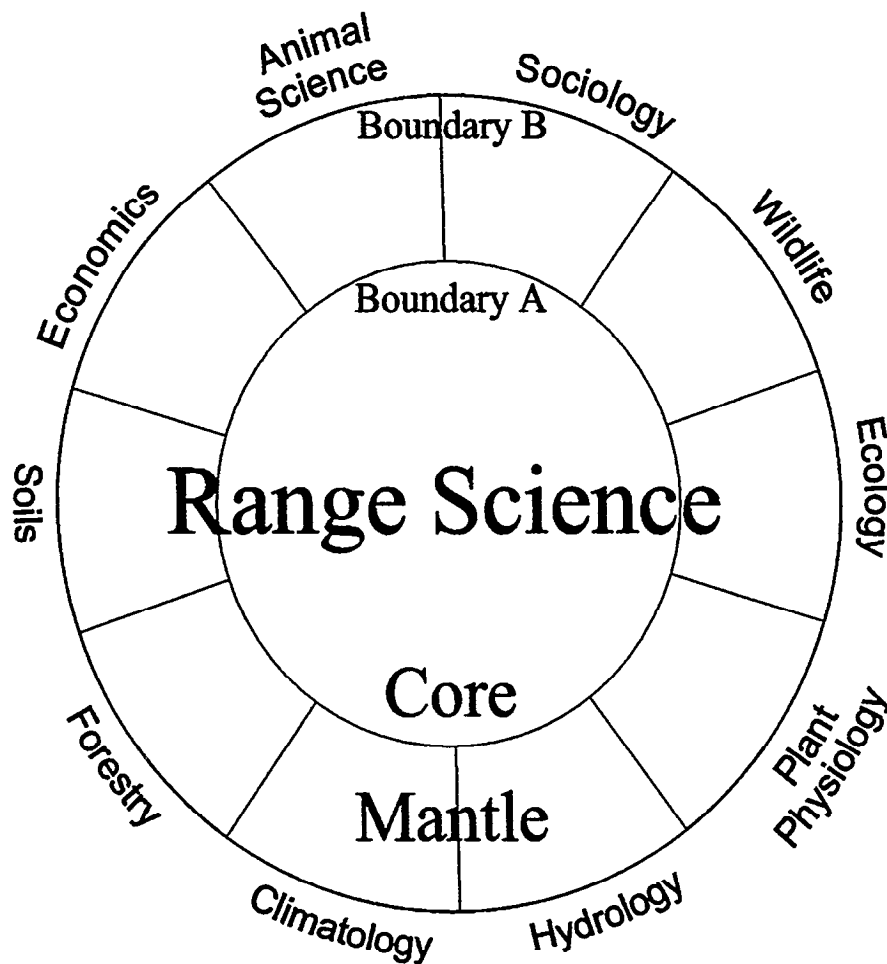 Animal
Science
Sociology
Boundary B
Economics
Wildlife
Boundary A
Soils
Range Science
Ecology
Core
Forestry
Plant
Physiology
Mantle
Climatology
Hydrology